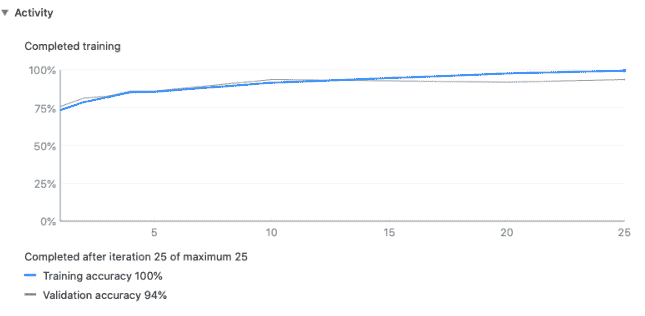 Activity
Completed training
100%
75%
50%
25%
0%
5 10 15 20 25
Completed after iteration 25 of maximum 25
Training accuracy 100%
Validation accuracy 94%